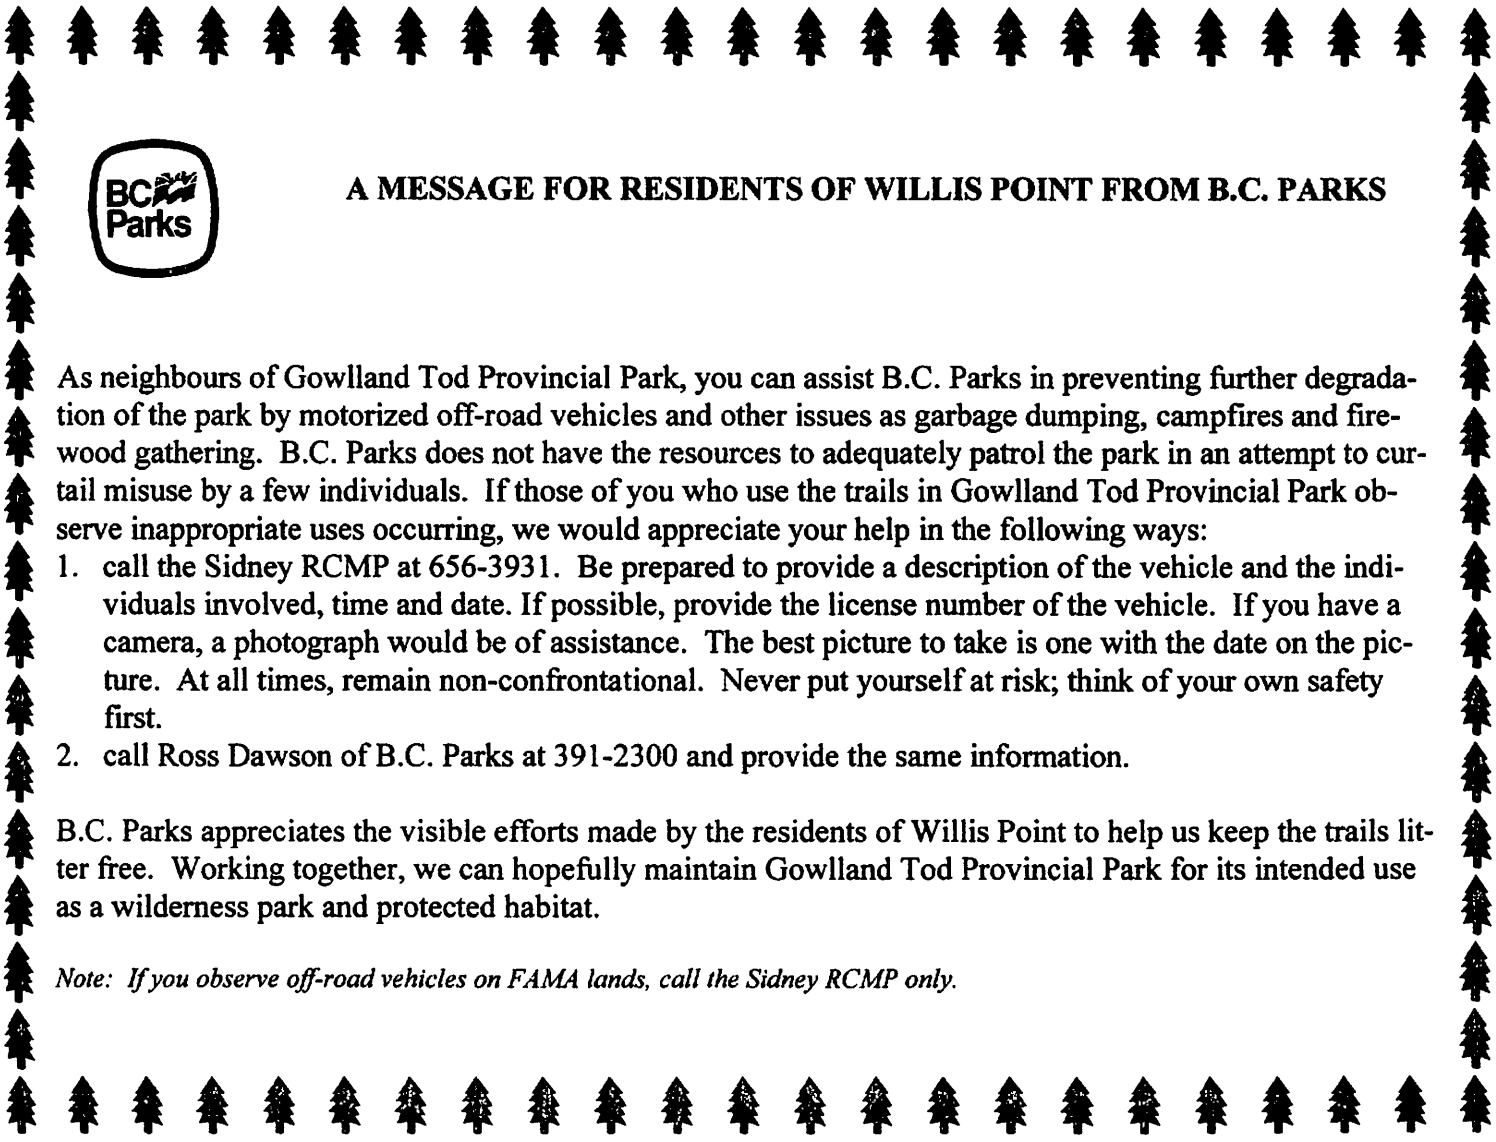 BC
Parks
A MESSAGE FOR RESIDENTS OF WILLIS POINT FROM B.C. PARKS
As neighbours of Gowlland Tod Provincial Park, you can assist B.C. Parks in preventing further degrada-
tion of the park by motorized off-road vehicles and other issues as garbage dumping, campfires and fire-
wood gathering.  B.C. Parks does not have the resources to adequately patrol the park in an attempt to cur-
tail misuse by a few individuals.  If those of you who use the trails in Gowlland Tod Provincial Park ob-
serve inappropriate uses occurring, we would appreciate your help in the following ways:
1. call the Sidney RCMP at 656-3931.  Be prepared to provide a description of the vehicle and the indi-
viduals involved, time and date. If possible, provide the license number of the vehicle.  If you have a
camera, a photograph would be of assistance.  The best picture to take is one with the date on the pic-
ture.  At all times, remain non-confrontational.  Never put yourself at risk; think of your own safety
first.
2. call Ross Dawson of B.C. Parks at 391-2300 and provide the same information.
B.C. Parks appreciates the visible efforts made by the residents of Willis Point to help us keep the trails lit-
ter free.  Working together, we can hopefully maintain Gowlland Tod Provincial Park for its intended use
as a wilderness park and protected habitat.
Note:  If you observe off-road vehicles on FAMA lands, call the Sidney RCMP only.